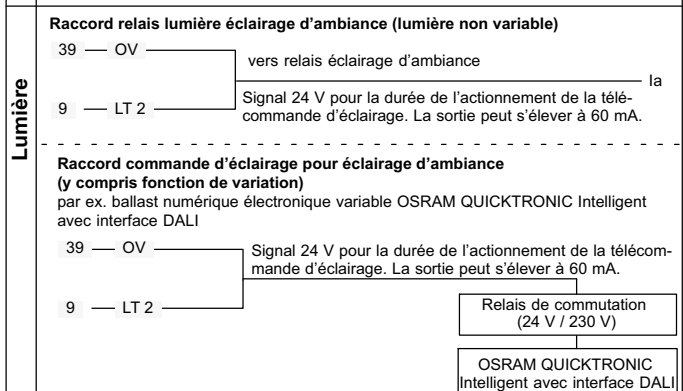 Lumière
Raccord relais lumière éclairage d'ambiance (lumière non variable)
39 — OV
vers relais éclairage d'ambiance
la
9 — LT 2
Signal 24 V pour la durée de l'actionnement de la télé-
commande d'éclairage. La sortie peut s'élever à 60 mA.
Raccord commande d'éclairage pour éclairage d'ambiance
(y compris fonction de variation)
par ex. ballast numérique électronique variable OSRAM QUICKTRONIC Intelligent
avec interface DALI
39 — OV
Signal 24 V pour la durée de l'actionnement de la télécom-
mande d'éclairage. La sortie peut s'élever à 60 mA.
9 — LT 2
Relais de commutation
(24 V / 230 V)
OSRAM QUICKTRONIC
Intelligent avec interface DALI